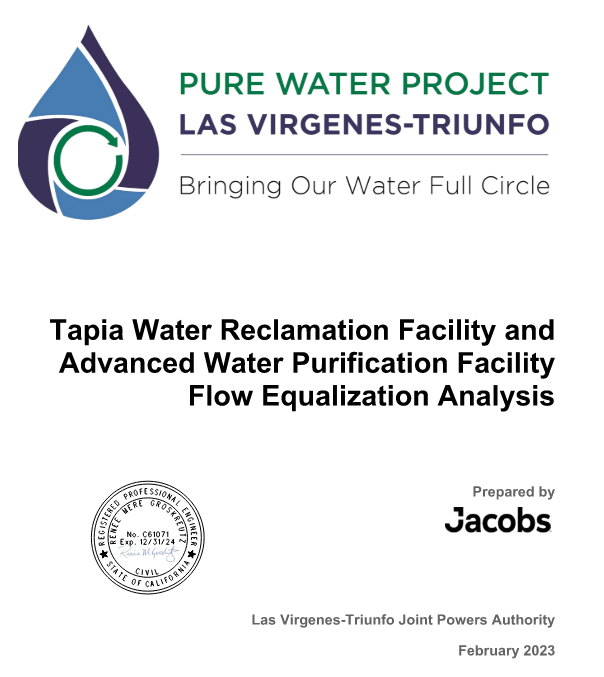 PURE WATER PROJECT
LAS VIRGENES-TRIUNFO
Bringing Our Water Full Circle
Tapia Water Reclamation Facility and
Advanced Water Purification Facility
Flow Equalization Analysis
REGISTERED PROFESSIONAL ENGINEER
RENEE MERE GROSKREUTZ
No. C61071
Exp. 12/31/24
CIVIL
STATE OF CALIFORNIA
Prepared by
Jacobs
Las Virgenes-Triunfo Joint Powers Authority
February 2023